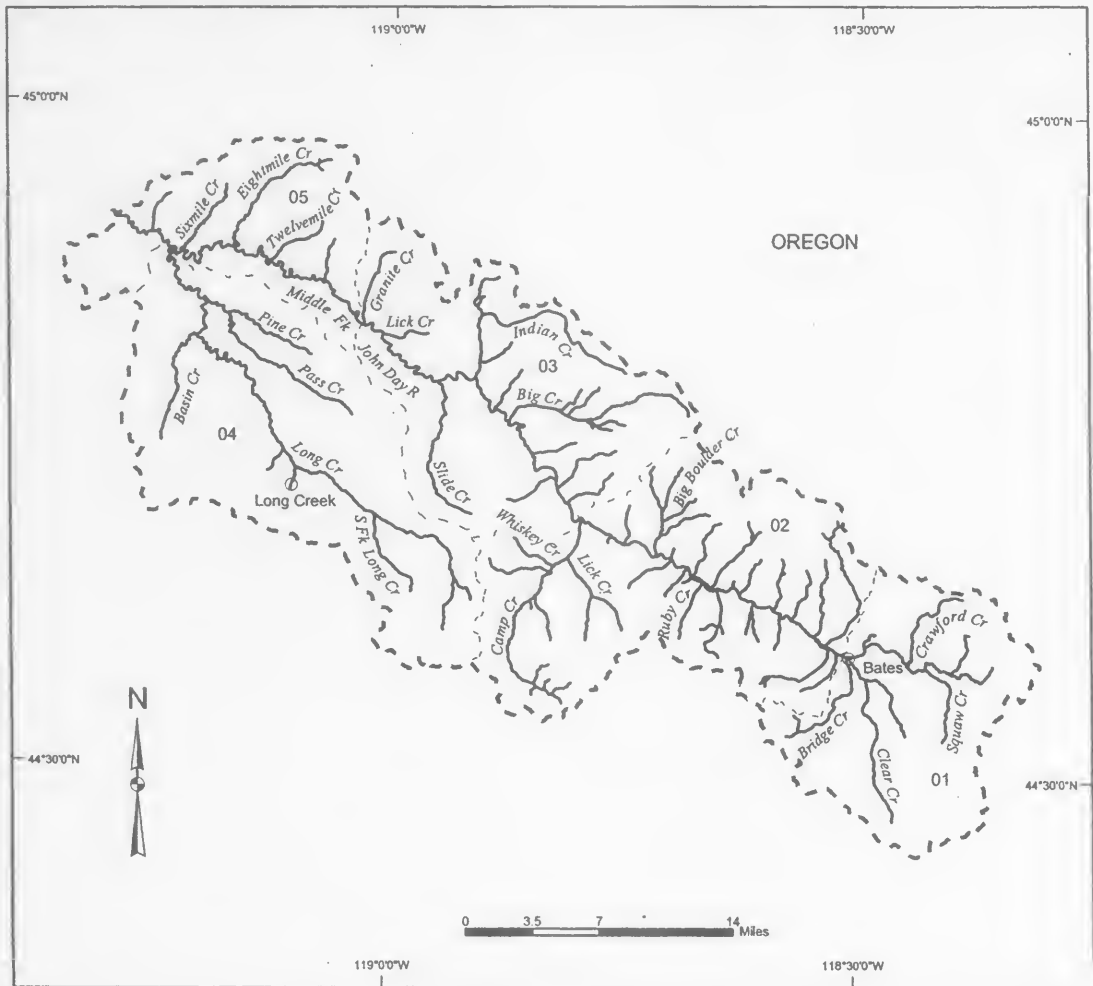 119°0'0"W
118°30'0"W
45°0'0"N
45°0'0"N
OREGON
Eightmile Cr
Sixmile Cr
05
Twelvemile Cr
Granite Cr
Middle Fk
John Day R
Lick Cr
Indian Cr
03
Pine Cr
Pass Cr
Basin Cr
Big Cr
04
Long Cr
Slide Cr
Big Boulder Cr
Long Creek
02
S Fk Long Cr
Whiskey Cr
Lick Cr
Camp Cr
Ruby Cr
Crawford Cr
Bates
Squaw Cr
Bridge Cr
Clear Cr
01
N
44°30'0"N
44°30'0"N
0 3.5 7 14
Miles
119°0'0"W
118°30'0"W